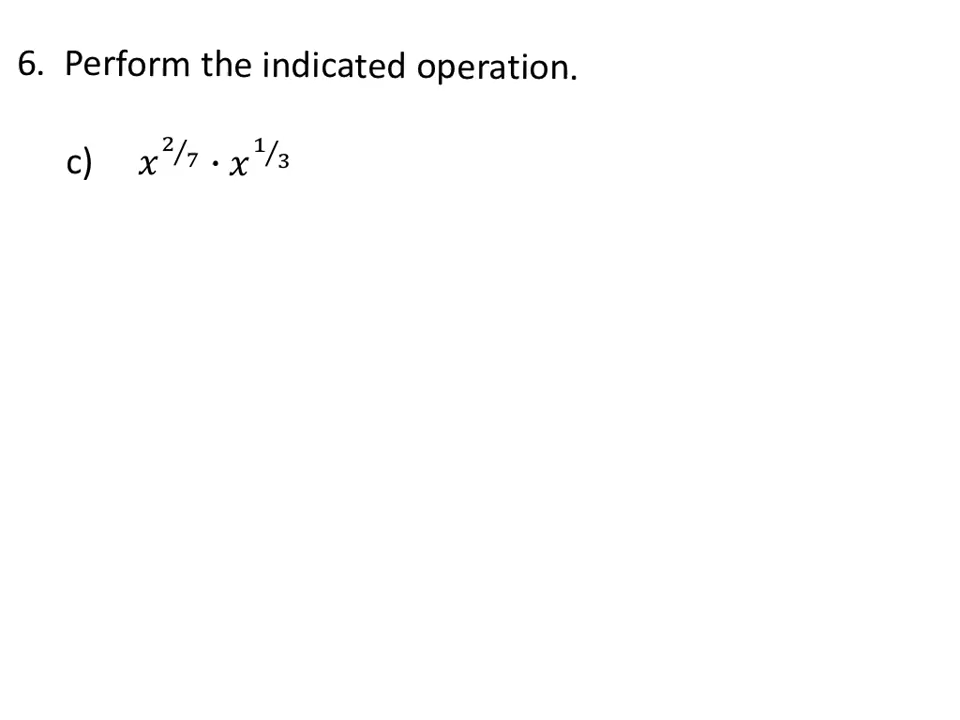 6. Perform the indicated operation.
c) x^{2/7} · x^{1/3}